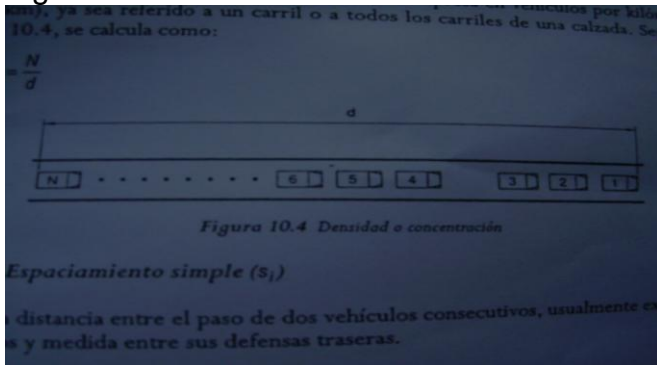 km), ya sea referido a un carril o a todos los carriles de una calzada. Se
10.4, se calcula como:
= N/d
d
N 6 5 4 3 2 1
Figura 10.4 Densidad o concentración
Espaciamiento simple (si)
distancia entre el paso de dos vehículos consecutivos, usualmente
s y medida entre sus defensas traseras.